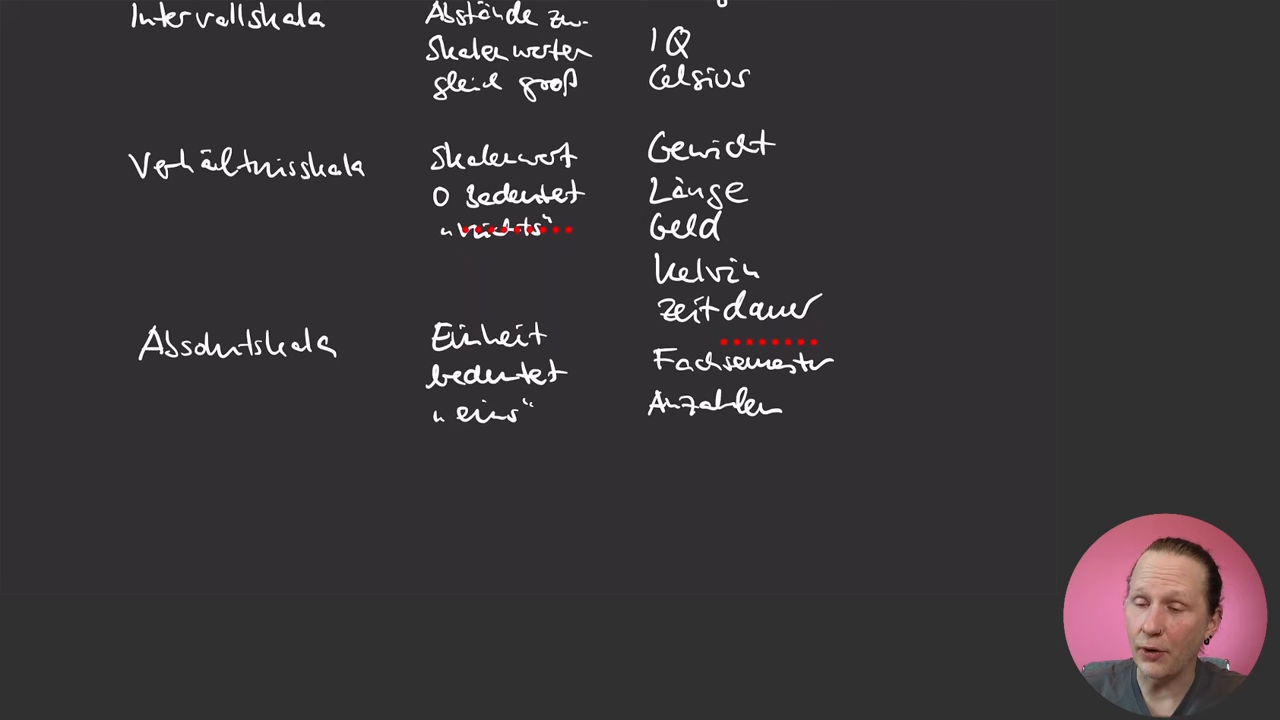 Intervallskala
Abstände zw.
Skalenwerten
gleich groß
IQ
Celsius
Verhältnisskala
Skalenwert
0 bedeutet
„nichts“
Gewicht
Länge
Geld
Kelvin
Zeitdauer
Absolutskala
Einheit
bedeutet
„eins“
Fachsemester
Anzahlen